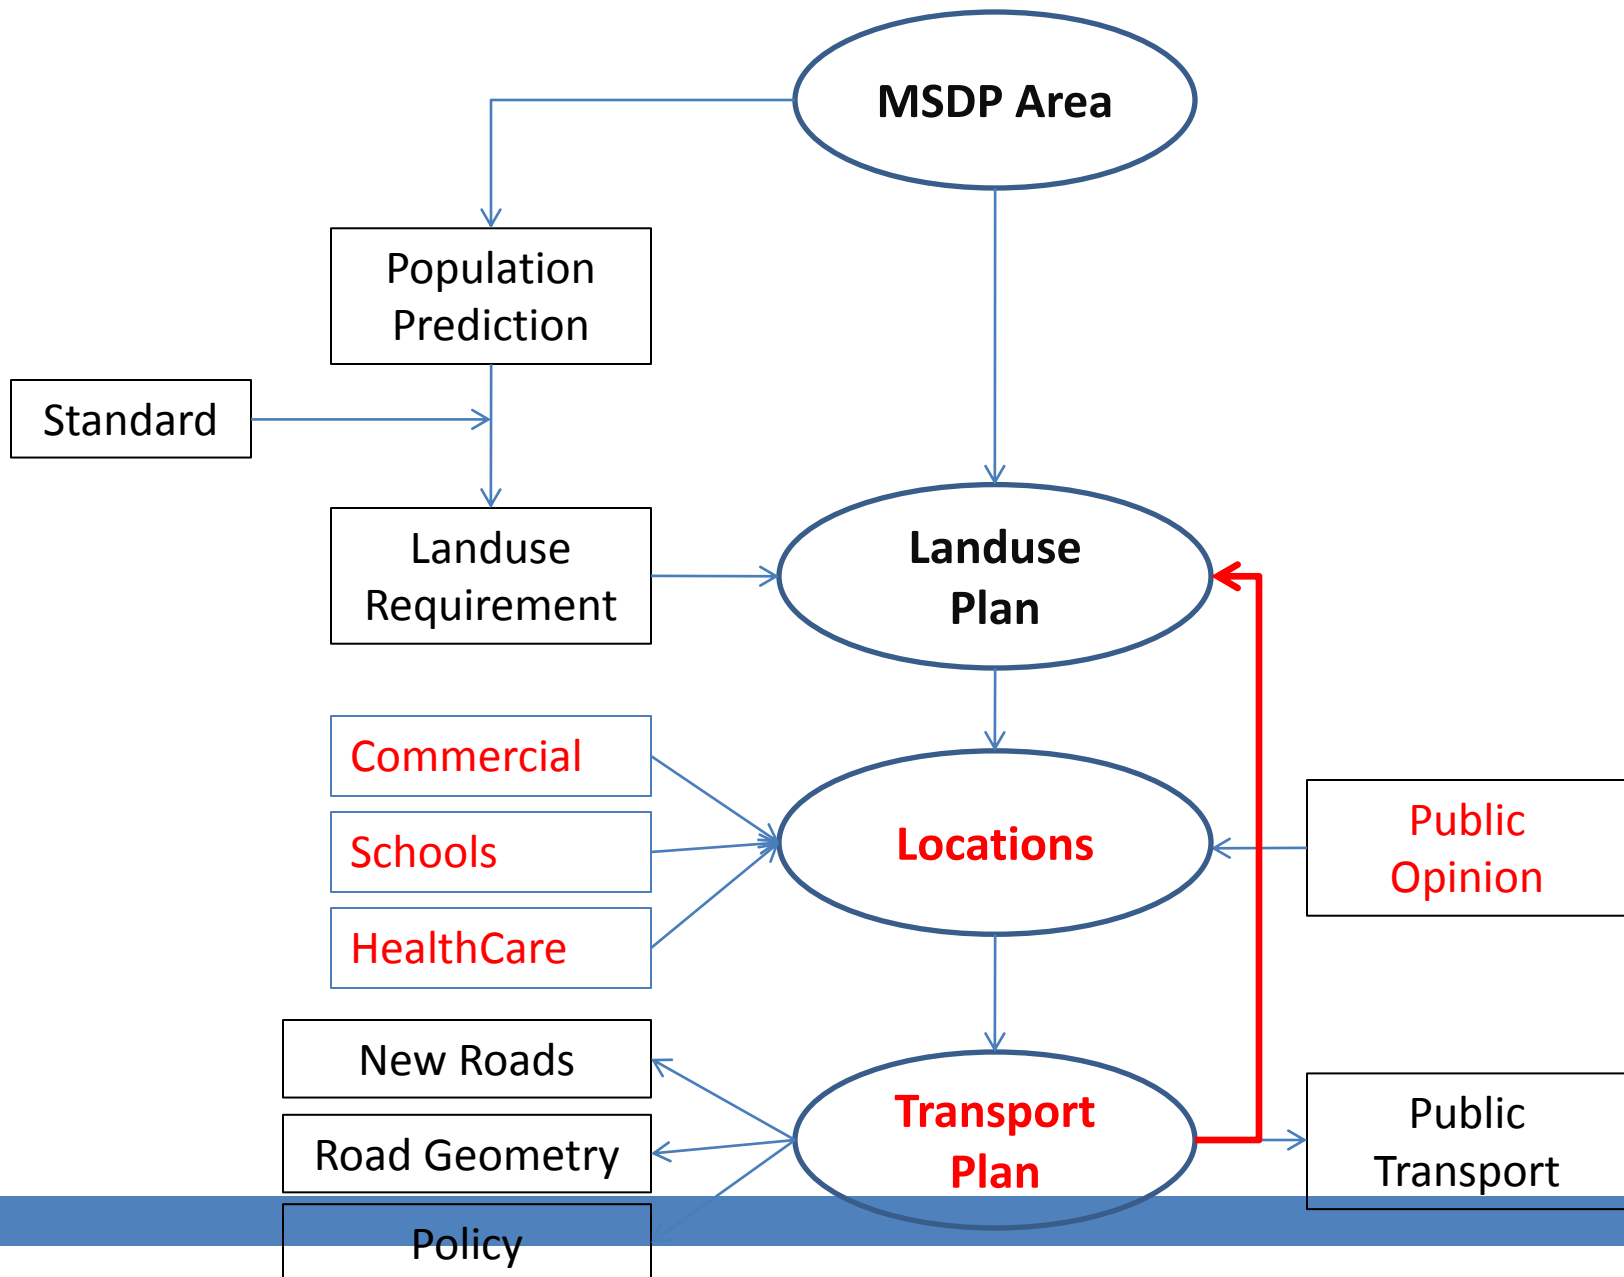 MSDP Area
Population
Prediction
Standard
Landuse
Requirement
Landuse
Plan
Commercial
Schools
HealthCare
Locations
Public
Opinion
New Roads
Road Geometry
Policy
Transport
Plan
Public
Transport